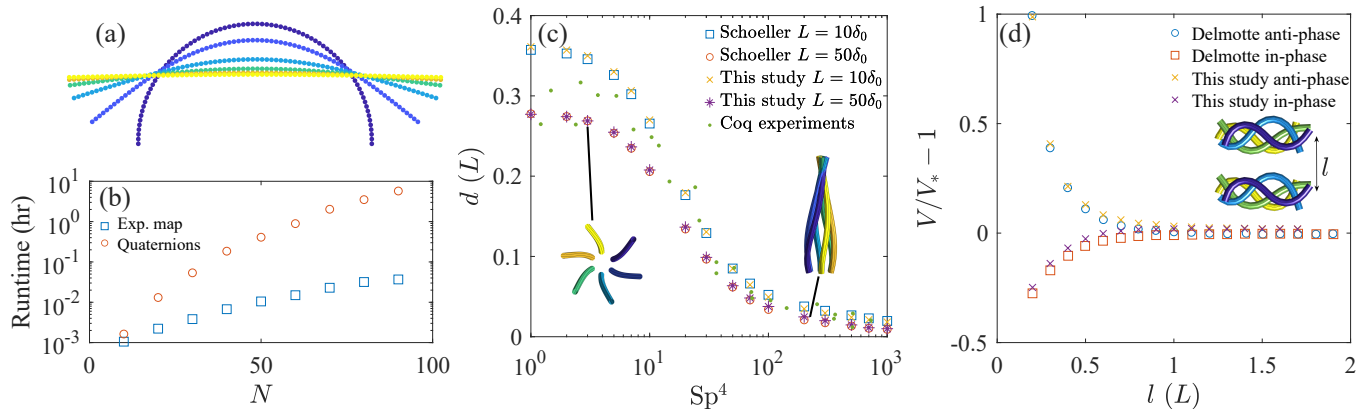 (a)
(b)
Runtime (hr)
10^1
10^0
10^-1
10^-2
10^-3
Exp. map
Quaternions
0
50
100
N
(c)
d (L)
0.4
0.3
0.2
0.1
0
Schoeller L = 10δ₀
Schoeller L = 50δ₀
This study L = 10δ₀
This study L = 50δ₀
Coq experiments
10^0
10^1
10^2
10^3
Sp^4
(d)
V/V_* − 1
1
0.5
0
-0.5
Delmotte anti-phase
Delmotte in-phase
This study anti-phase
This study in-phase
l
0
0.5
1
1.5
2
l (L)